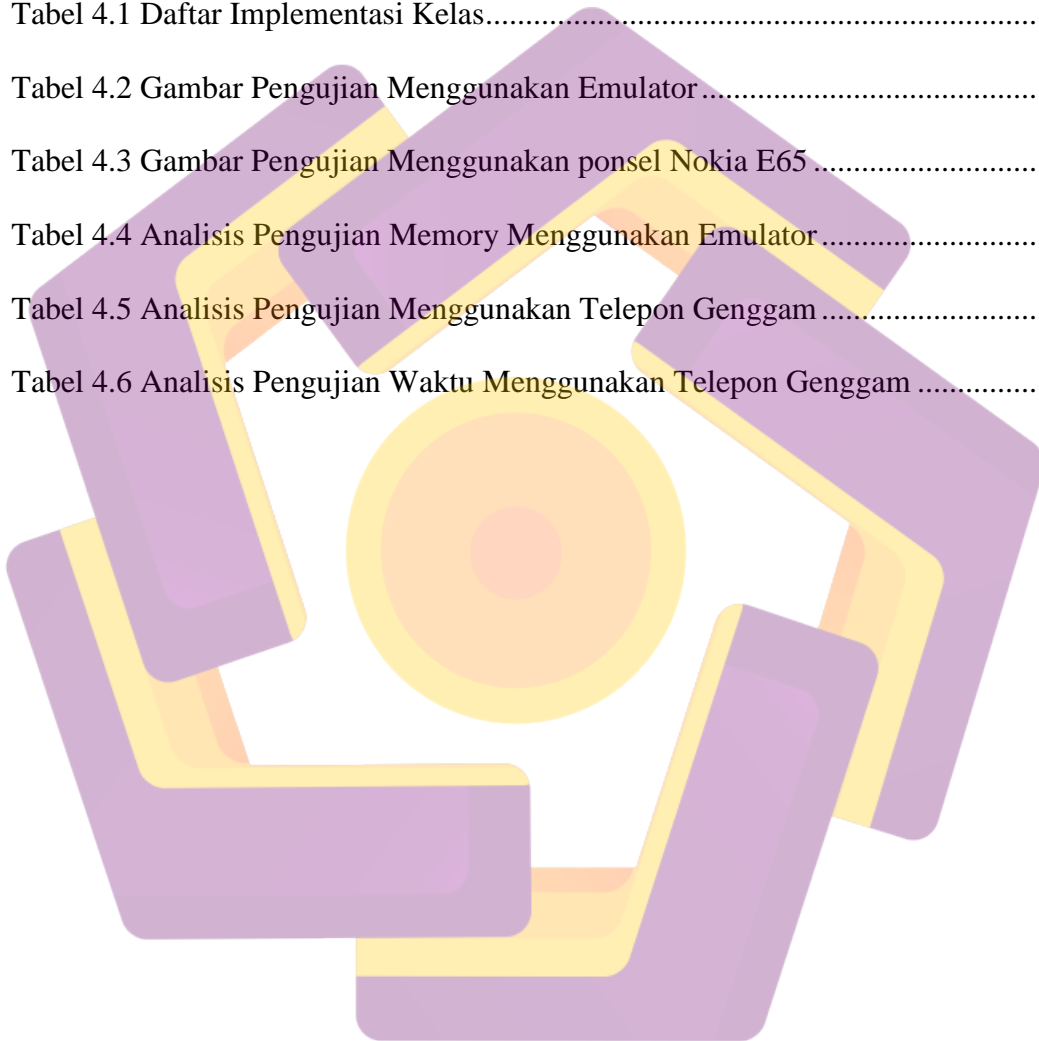 Tabel 4.1 Daftar Implementasi Kelas.......................................................................
Tabel 4.2 Gambar Pengujian Menggunakan Emulator...........................................
Tabel 4.3 Gambar Pengujian Menggunakan ponsel Nokia E65 ............................
Tabel 4.4 Analisis Pengujian Memory Menggunakan Emulator...........................
Tabel 4.5 Analisis Pengujian Menggunakan Telepon Genggam...........................
Tabel 4.6 Analisis Pengujian Waktu Menggunakan Telepon Genggam ...............